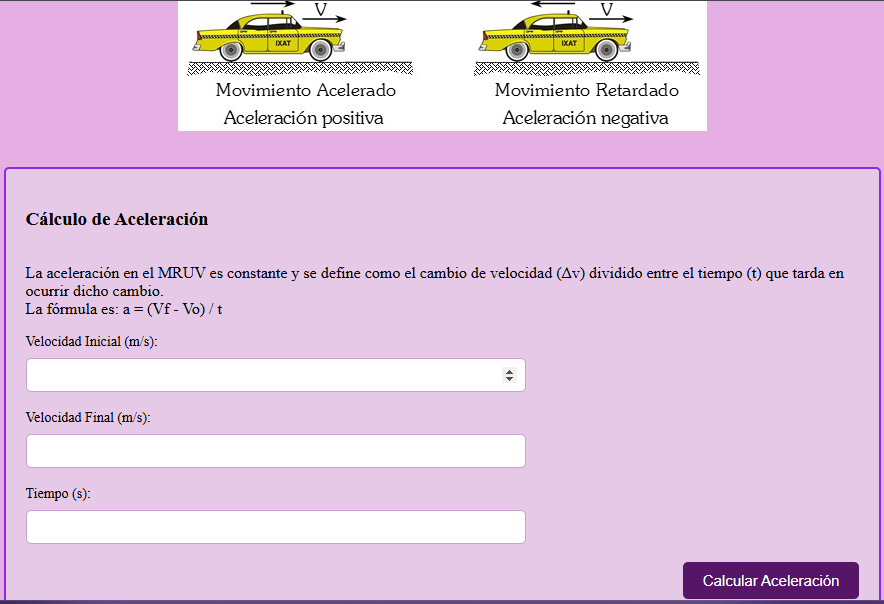 V V
IXAT IXAT
Movimiento Acelerado Movimiento Retardado
Aceleración positiva Aceleración negativa
Cálculo de Aceleración
La aceleración en el MRUV es constante y se define como el cambio de velocidad (Δv) dividido entre el tiempo (t) que tarda en
ocurrir dicho cambio.
La fórmula es: a = (Vf - Vo) / t
Velocidad Inicial (m/s):
Velocidad Final (m/s):
Tiempo (s):
Calcular Aceleración